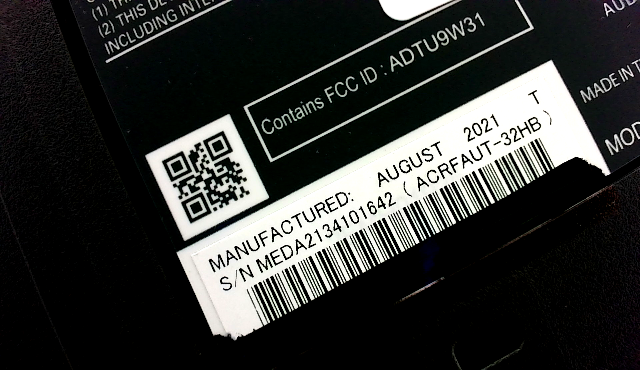 (1) TH
(2) THIS DE
INCLUDING INTE
Contains FCC ID : ADTU9W31
MADE IN T
MOD
MANUFACTURED: AUGUST 2021 T
S/N MEDA2134101642 ( ACRFAUT-32HB )